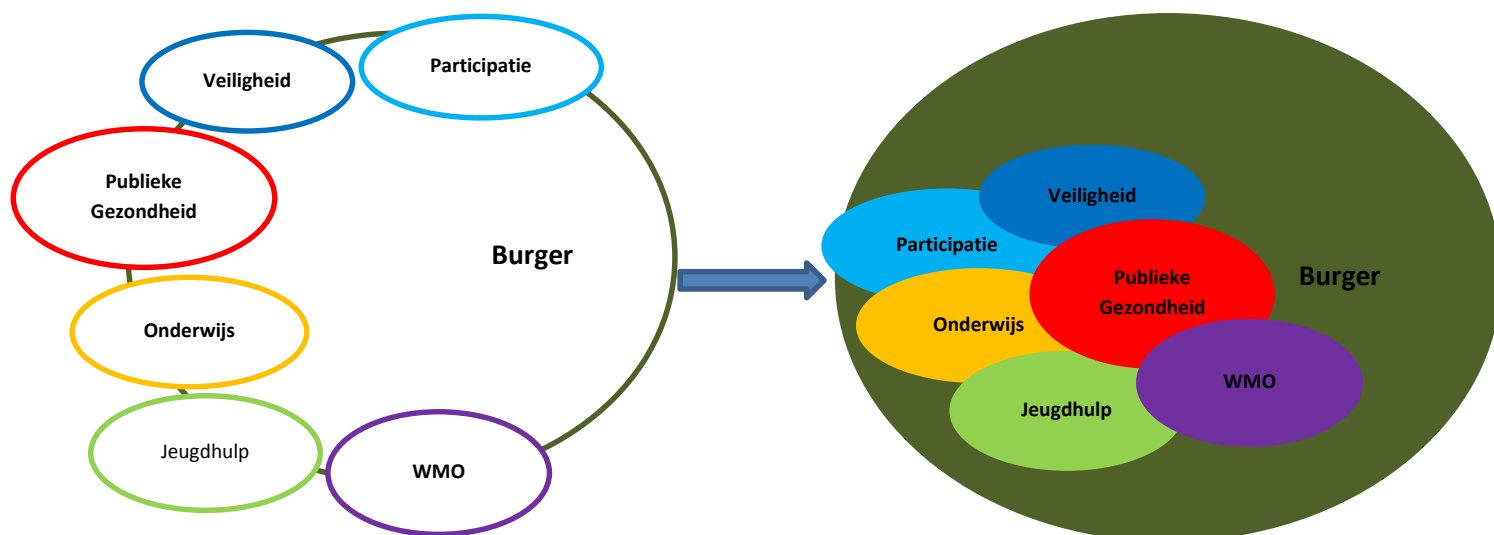 Veiligheid
Participatie
Publieke
Gezondheid
Burger
Onderwijs
Jeugdhulp
WMO
Veiligheid
Participatie
Publieke
Gezondheid
Burger
Onderwijs
WMO
Jeugdhulp